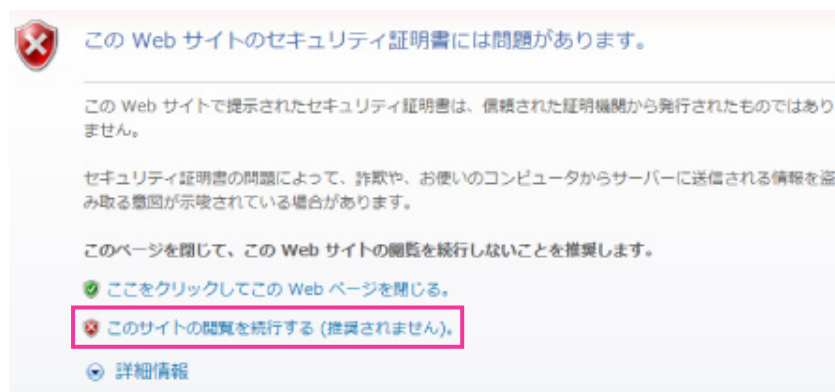 この Web サイトのセキュリティ証明書には問題があります。
この Web サイトで提示されたセキュリティ証明書は、信頼された証明機関から発行されたものではあり
ません。
セキュリティ証明書の問題によって、詐欺や、お使いのコンピュータからサーバーに送信される情報を盗
み取る意図が示唆されている場合があります。
このページを閉じて、この Web サイトの閲覧を続行しないことを推奨します。
ここをクリックしてこの Web ページを閉じる。
このサイトの閲覧を続行する (推奨されません)。
詳細情報